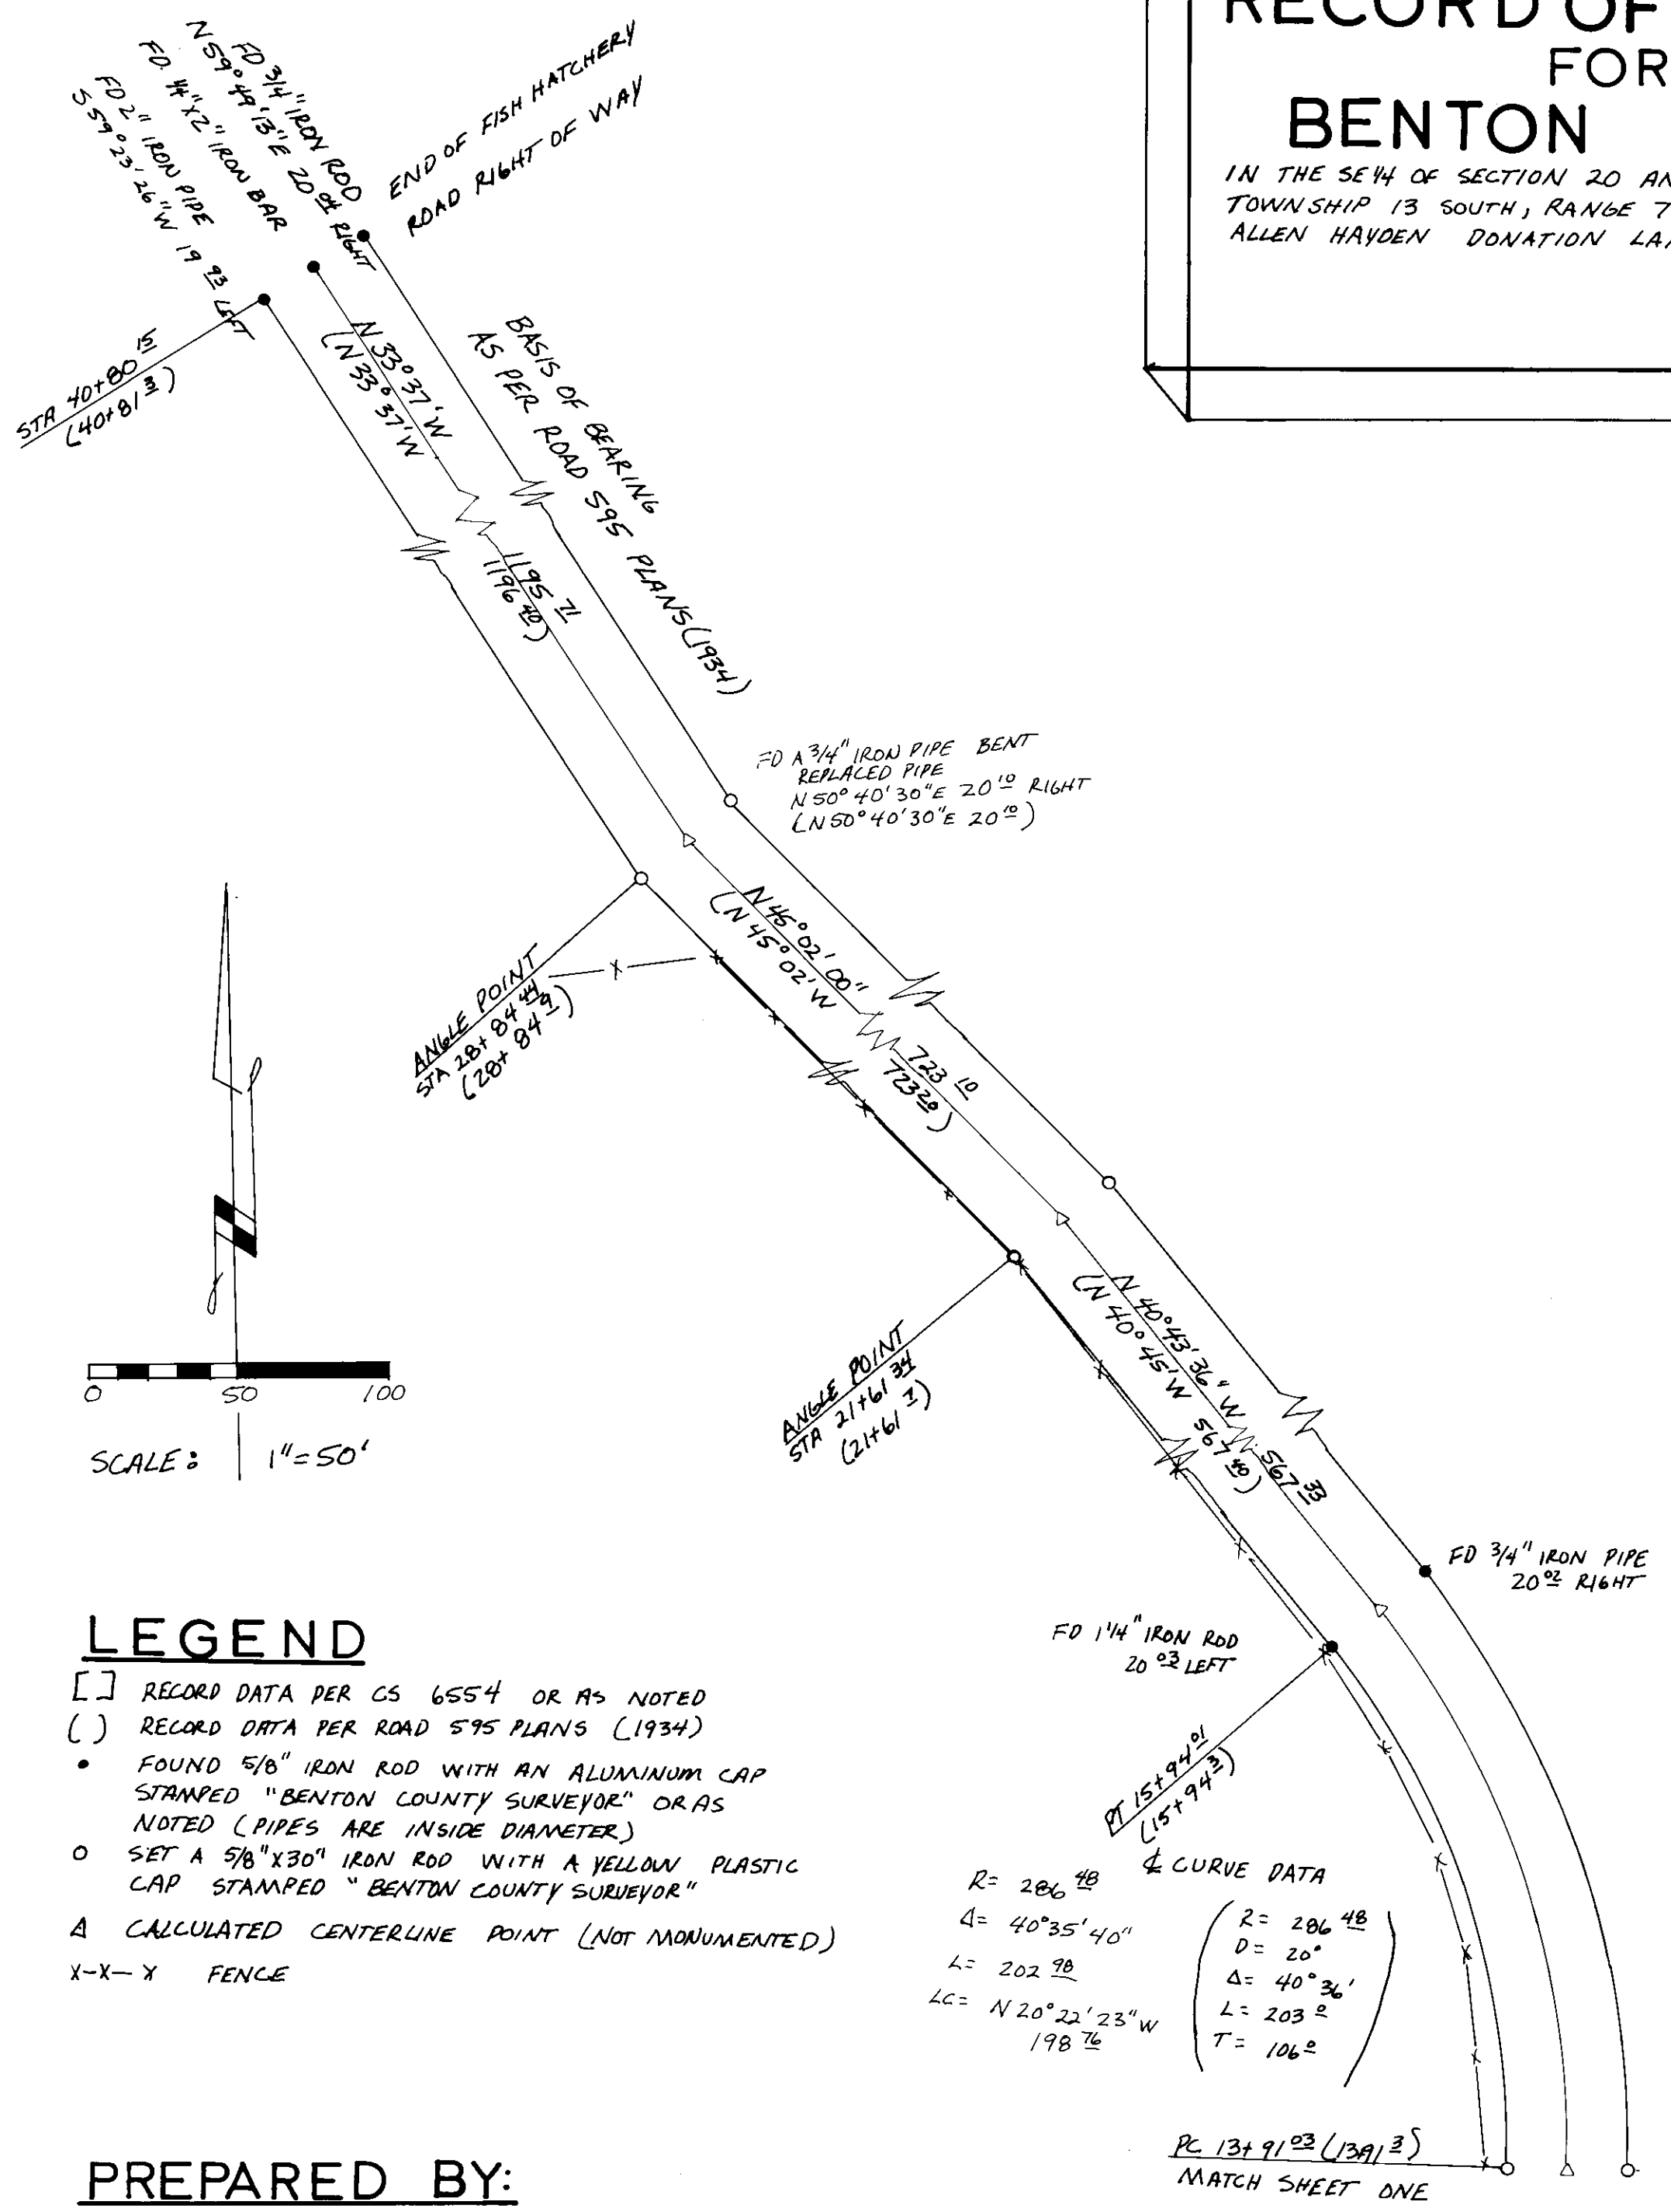 RECORD OF
FOR
BENTON
IN THE SE 1/4 OF SECTION 20 AN
TOWNSHIP 13 SOUTH, RANGE 7
ALLEN HAYDEN DONATION LA
FD 3/4" IRON ROD
N 59° 49' 13" E 20 04 RIGHT
FD. 1/4" X 2" IRON BAR
FD 2" IRON PIPE
S 59° 23' 26" W 19 93 LEFT
END OF FISH HATCHERY
ROAD RIGHT OF WAY
STA 40+80 15
(40+81 3)
N 33° 37' W
(N 33° 37' W
BASIS OF BEARING
AS PER ROAD 595 PLANS (1934)
1195 71
1196 40)
FD A 3/4" IRON PIPE BENT
REPLACED PIPE
N 50° 40' 30" E 20 10 RIGHT
(N 50° 40' 30" E 20 10)
N 45° 02' 00"
(N 45° 02' W
723 10
723 20)
ANGLE POINT
STA 28+84 44
(28+84 9)
ANGLE POINT
STA 21+61 34
(21+61 7)
N 40° 43' 36" W 567 33
(N 40° 45' W 567 40)
0 50 100
SCALE: 1"=50'
FD 3/4" IRON PIPE
20 02 RIGHT
FD 1 1/4" IRON ROD
20 03 LEFT
PT 15+94 01
(15+94 3)
LEGEND
[ ] RECORD DATA PER CS 6554 OR AS NOTED
( ) RECORD DATA PER ROAD 595 PLANS (1934)
• FOUND 5/8" IRON ROD WITH AN ALUMINUM CAP
STAMPED "BENTON COUNTY SURVEYOR" OR AS
NOTED (PIPES ARE INSIDE DIAMETER)
O SET A 5/8"X30" IRON ROD WITH A YELLOW PLASTIC
CAP STAMPED "BENTON COUNTY SURVEYOR"
Δ CALCULATED CENTERLINE POINT (NOT MONUMENTED)
X-X-X FENCE
℄ CURVE DATA
R= 286 48
Δ= 40°35'40"
L= 202 98
LC= N 20°22'23" W
198 76
R= 286 48
D= 20°
Δ= 40° 36'
L= 203 0
T= 106 0
PC 13+91 03 (13+91 3)
MATCH SHEET ONE
PREPARED BY: